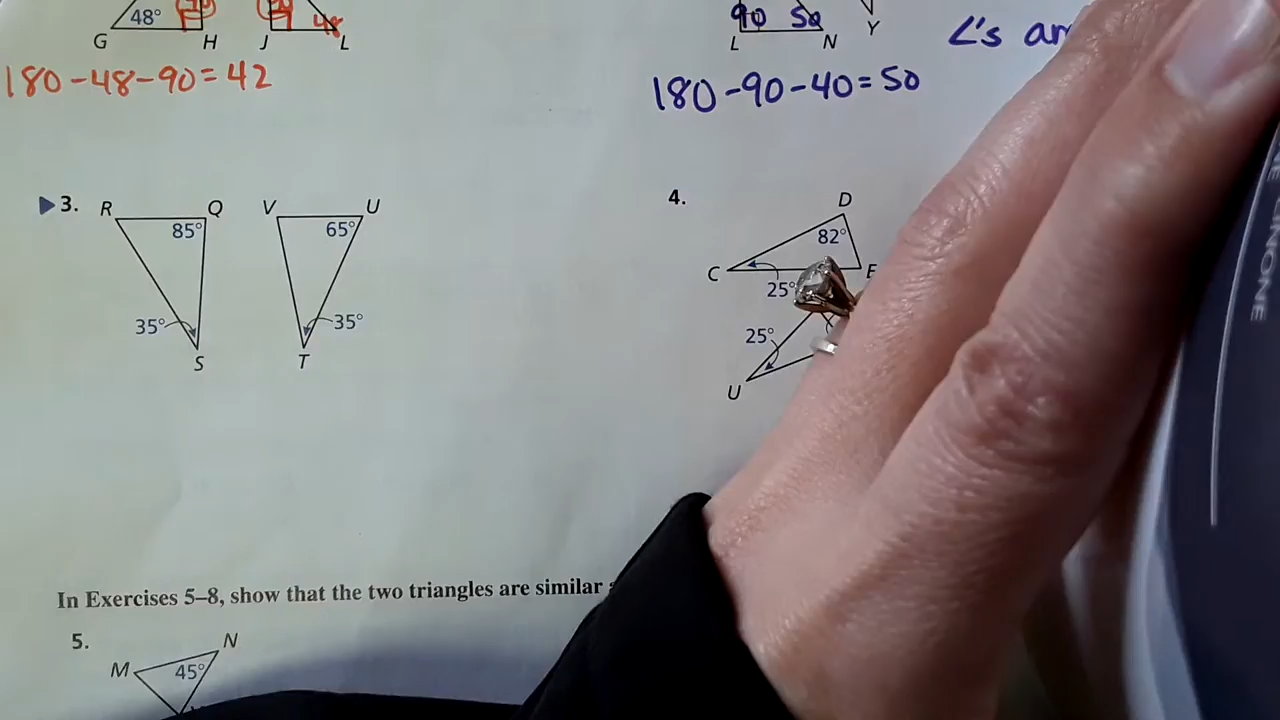 48°
G H J L
180-48-90=42
90 50
L N Y
∠'s
180-90-40=50
3. R Q V U
85° 65°
35° 35°
S T
4. D
82°
C E
25°
25°
U
In Exercises 5–8, show that the two triangles are similar
5. N
M 45°